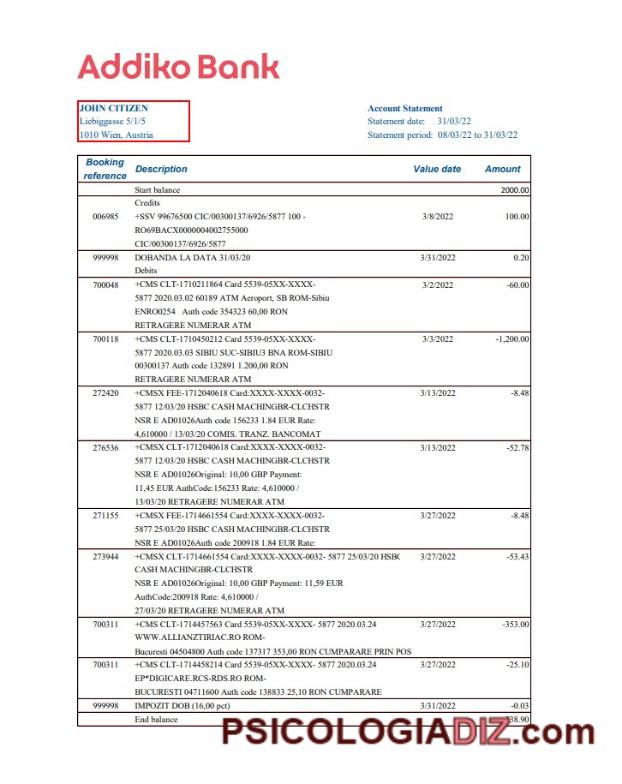 Addiko Bank
JOHN CITIZEN
Liebiggasse 5/1/5
1010 Wien, Austria
Account Statement
Statement date: 31/03/22
Statement period: 08/03/22 to 31/03/22
Booking reference Description Value date Amount
Start balance 2000.00
Credits
006985 +SSV 99676500 CIC/00300137/6926/5877 100 - 3/8/2022 100.00
RO69BACX0000004002755000
CIC/00300137/6926/5877
999998 DOBANDA LA DATA 31/03/20 3/31/2022 0.20
Debits
700048 +CMS CLT-1710211864 Card 5539-05XX-XXXX- 3/2/2022 -60.00
5877 2020.03.02 60189 ATM Aeroport, SB ROM-Sibiu
ENRO0254 Auth code 354323 60,00 RON
RETRAGERE NUMERAR ATM
700118 +CMS CLT-1710450212 Card 5539-05XX-XXXX- 3/3/2022 -1,200.00
5877 2020.03.03 SIBIU SUC-SIBIU3 BNA ROM-SIBIU
00300137 Auth code 132891 1.200,00 RON
RETRAGERE NUMERAR ATM
272420 +CMSX FEE-1712040618 Card:XXXX-XXXX-0032- 3/13/2022 -8.48
5877 12/03/20 HSBC CASH MACHINGBR-CLCHSTR
NSR E AD01026Auth code 156233 1.84 EUR Rate:
4,610000 / 13/03/20 COMIS. TRANZ. BANCOMAT
276536 +CMSX CLT-1712040618 Card:XXXX-XXXX-0032- 3/13/2022 -52.78
5877 12/03/20 HSBC CASH MACHINGBR-CLCHSTR
NSR E AD01026Original: 10,00 GBP Payment:
11,45 EUR AuthCode:156233 Rate: 4,610000 /
13/03/20 RETRAGERE NUMERAR ATM
271155 +CMSX FEE-1714661554 Card:XXXX-XXXX-0032- 3/27/2022 -8.48
5877 25/03/20 HSBC CASH MACHINGBR-CLCHSTR
NSR E AD01026Auth code 200918 1.84 EUR Rate:
273944 +CMSX CLT-1714661554 Card:XXXX-XXXX-0032- 5877 25/03/20 HSBC 3/27/2022 -53.43
CASH MACHINGBR-CLCHSTR
NSR E AD01026Original: 10,00 GBP Payment: 11,59 EUR
AuthCode:200918 Rate: 4,610000 /
27/03/20 RETRAGERE NUMERAR ATM
700311 +CMS CLT-1714457563 Card 5539-05XX-XXXX- 5877 2020.03.24 3/27/2022 -353.00
WWW.ALLIANZTIRIAC.RO ROM-
Bucuresti 04504800 Auth code 137317 353,00 RON CUMPARARE PRIN POS
700311 +CMS CLT-1714458214 Card 5539-05XX-XXXX- 5877 2020.03.24 3/27/2022 -25.10
EP*DIGICARE.RCS-RDS.RO ROM-
BUCURESTI 04711600 Auth code 138833 25,10 RON CUMPARARE
999998 IMPOZIT DOB (16,00 pct) 3/31/2022 -0.03
End balance
PSICOLOGIADIZ.com